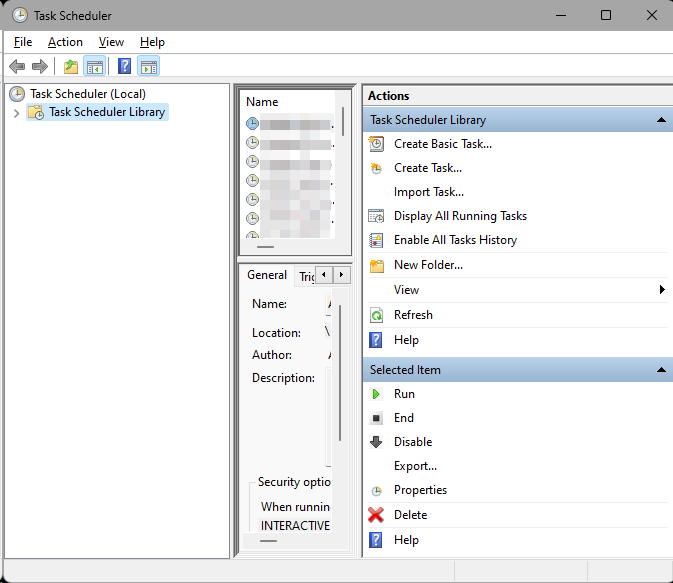 Task Scheduler
File Action View Help
Task Scheduler (Local)
Task Scheduler Library
Name
General
Name:
Location: \
Author:
Description:
Security optio
When runnin
INTERACTIVE
Actions
Task Scheduler Library
Create Basic Task...
Create Task...
Import Task...
Display All Running Tasks
Enable All Tasks History
New Folder...
View
Refresh
Help
Selected Item
Run
End
Disable
Export...
Properties
Delete
Help